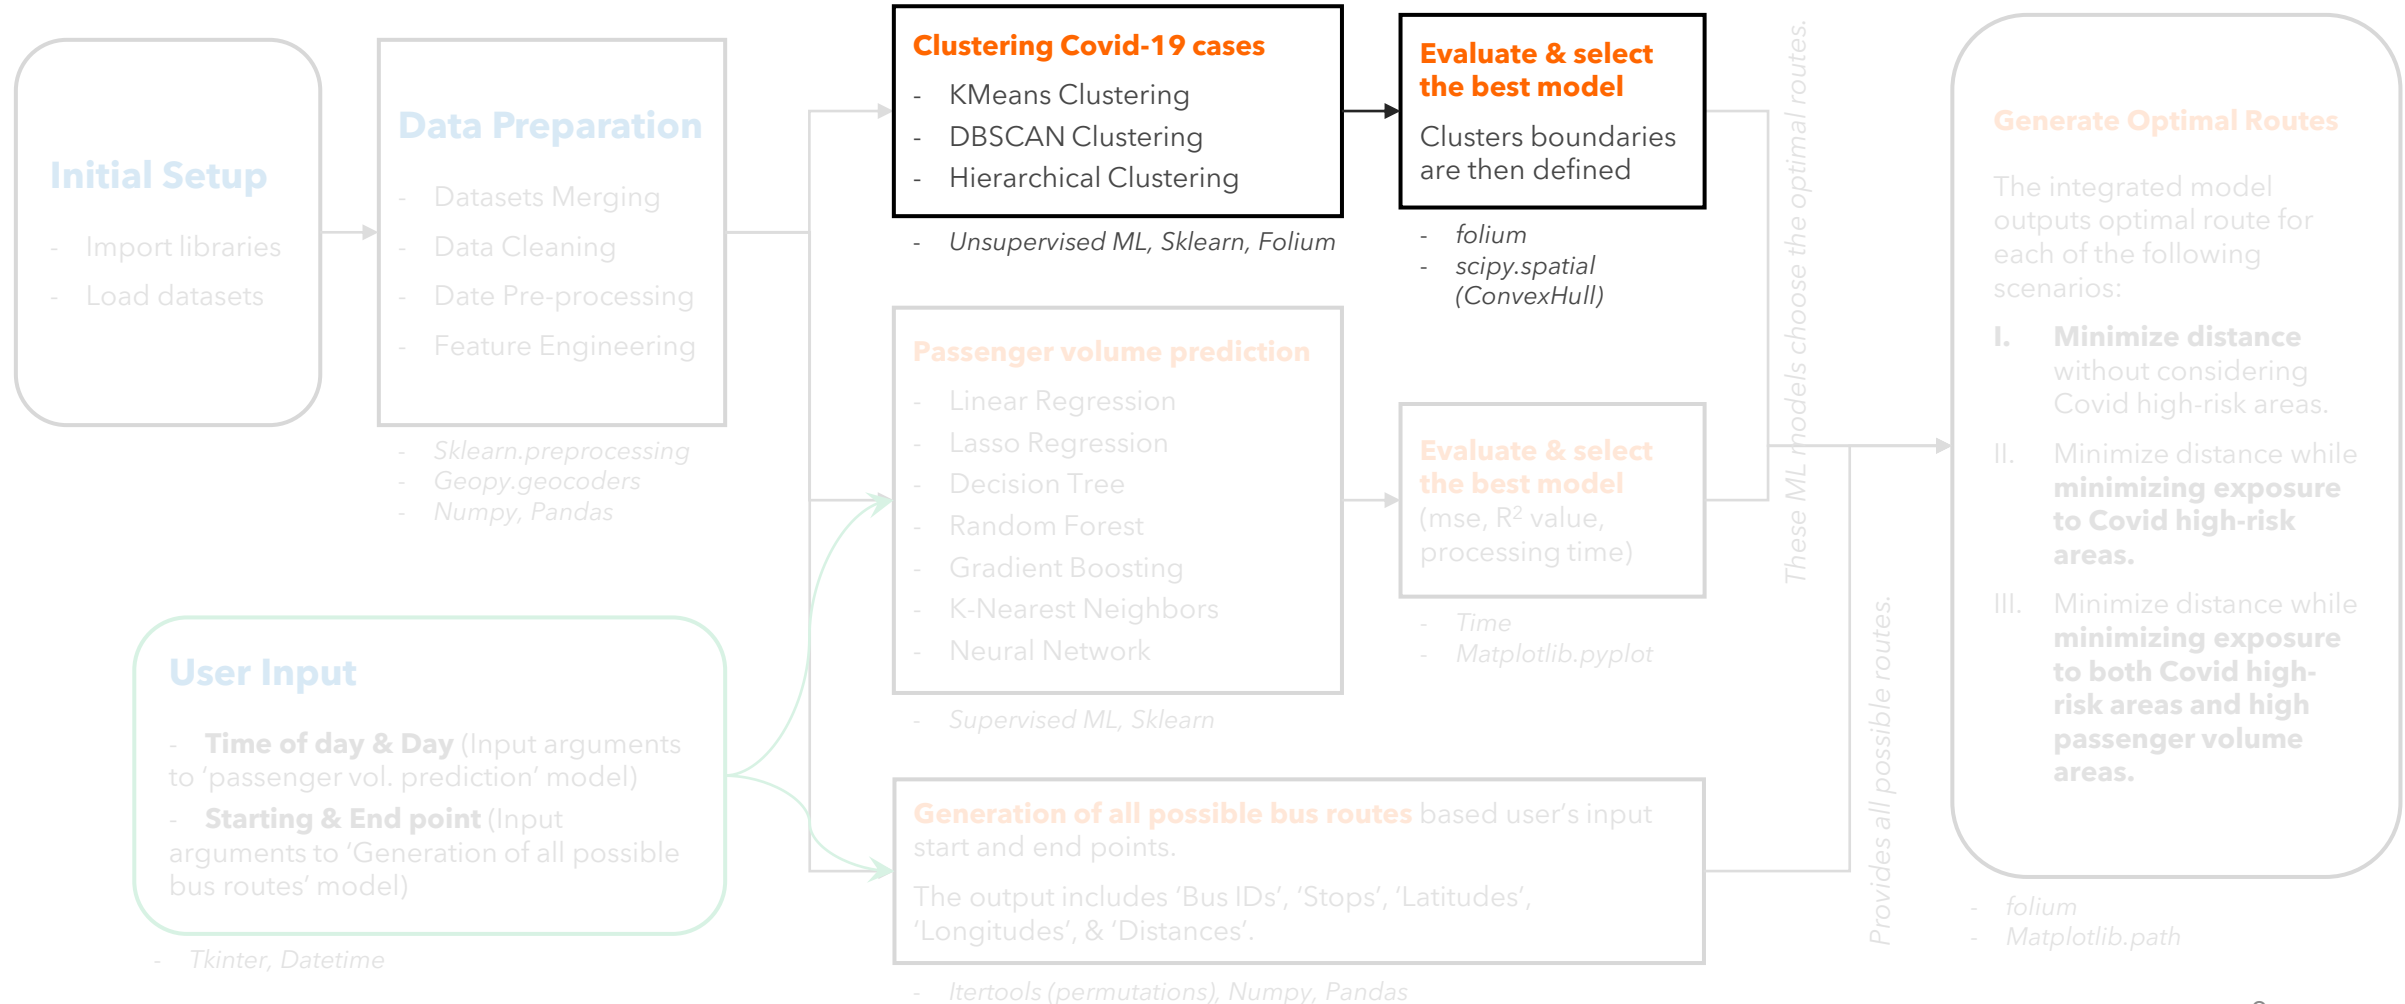 Initial Setup
- Import libraries
- Load datasets
Data Preparation
- Datasets Merging
- Data Cleaning
- Date Pre-processing
- Feature Engineering
- Sklearn.preprocessing
- Geopy.geocoders
- Numpy, Pandas
User Input
- Time of day & Day (Input arguments
to ‘passenger vol. prediction’ model)
- Starting & End point (Input
arguments to ‘Generation of all possible
bus routes’ model)
- Tkinter, Datetime
Clustering Covid-19 cases
- KMeans Clustering
- DBSCAN Clustering
- Hierarchical Clustering
- Unsupervised ML, Sklearn, Folium
Evaluate & select
the best model
Clusters boundaries
are then defined
- folium
- scipy.spatial
(ConvexHull)
Passenger volume prediction
- Linear Regression
- Lasso Regression
- Decision Tree
- Random Forest
- Gradient Boosting
- K-Nearest Neighbors
- Neural Network
- Supervised ML, Sklearn
Evaluate & select
the best model
(mse, R² value,
processing time)
- Time
- Matplotlib.pyplot
Generation of all possible bus routes based user’s input
start and end points.
The output includes ‘Bus IDs’, ‘Stops’, ‘Latitudes’,
‘Longitudes’, & ‘Distances’.
- Itertools (permutations), Numpy, Pandas
These ML models choose the optimal routes.
Provides all possible routes.
Generate Optimal Routes
The integrated model
outputs optimal route for
each of the following
scenarios:
I. Minimize distance
without considering
Covid high-risk areas.
II. Minimize distance while
minimizing exposure
to Covid high-risk
areas.
III. Minimize distance while
minimizing exposure
to both Covid high-
risk areas and high
passenger volume
areas.
- folium
- Matplotlib.path